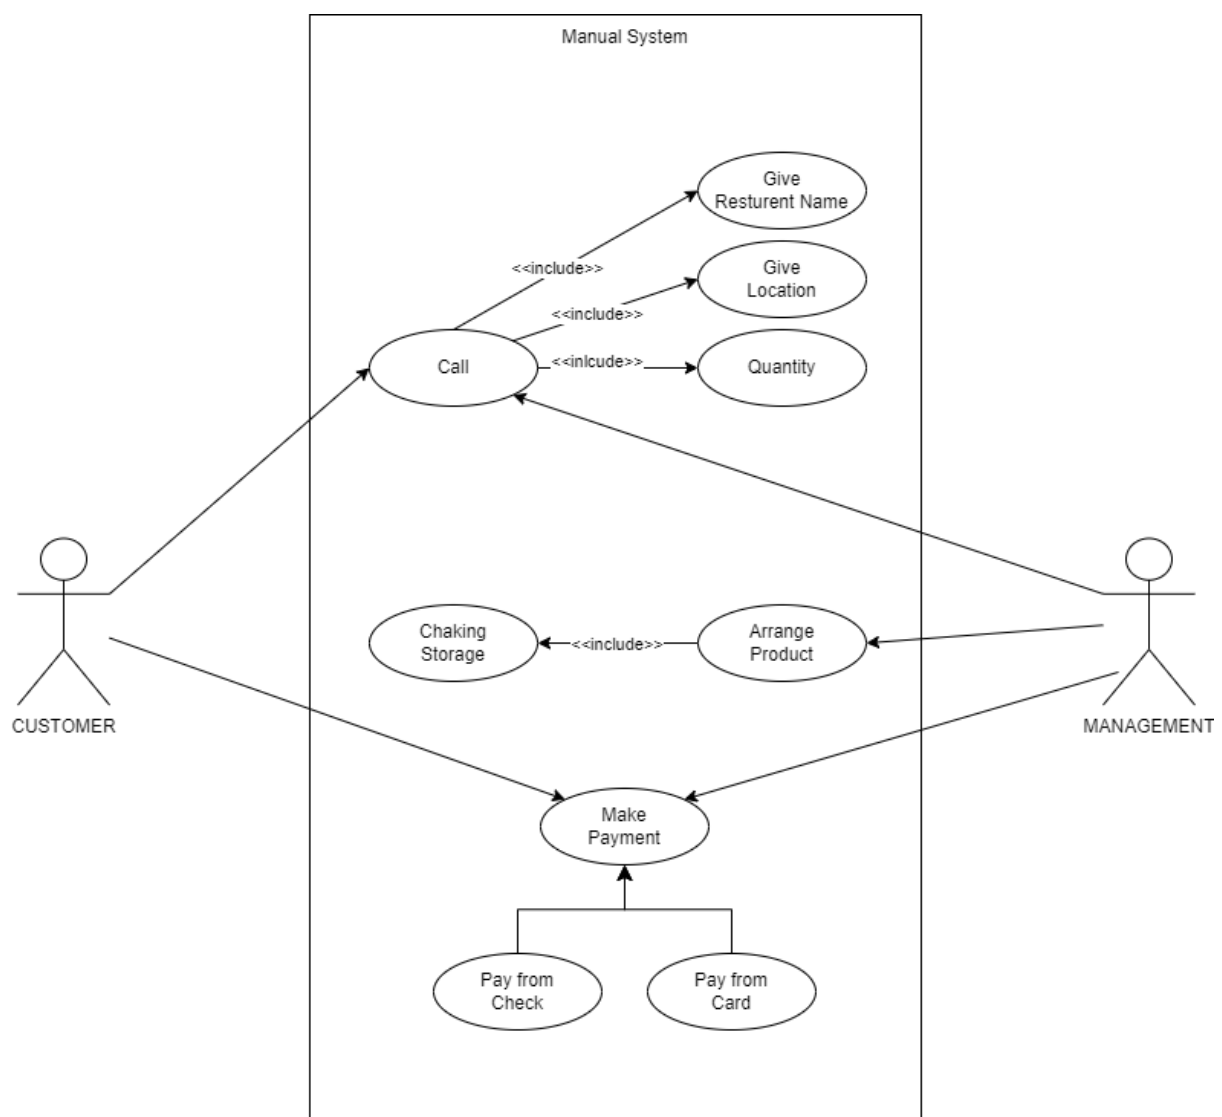 Manual System
Give
Resturent Name
<<include>>
Give
Location
<<include>>
Call
<<inlcude>>
Quantity
Chaking
Storage
<<include>>
Arrange
Product
CUSTOMER
MANAGEMENT
Make
Payment
Pay from
Check
Pay from
Card